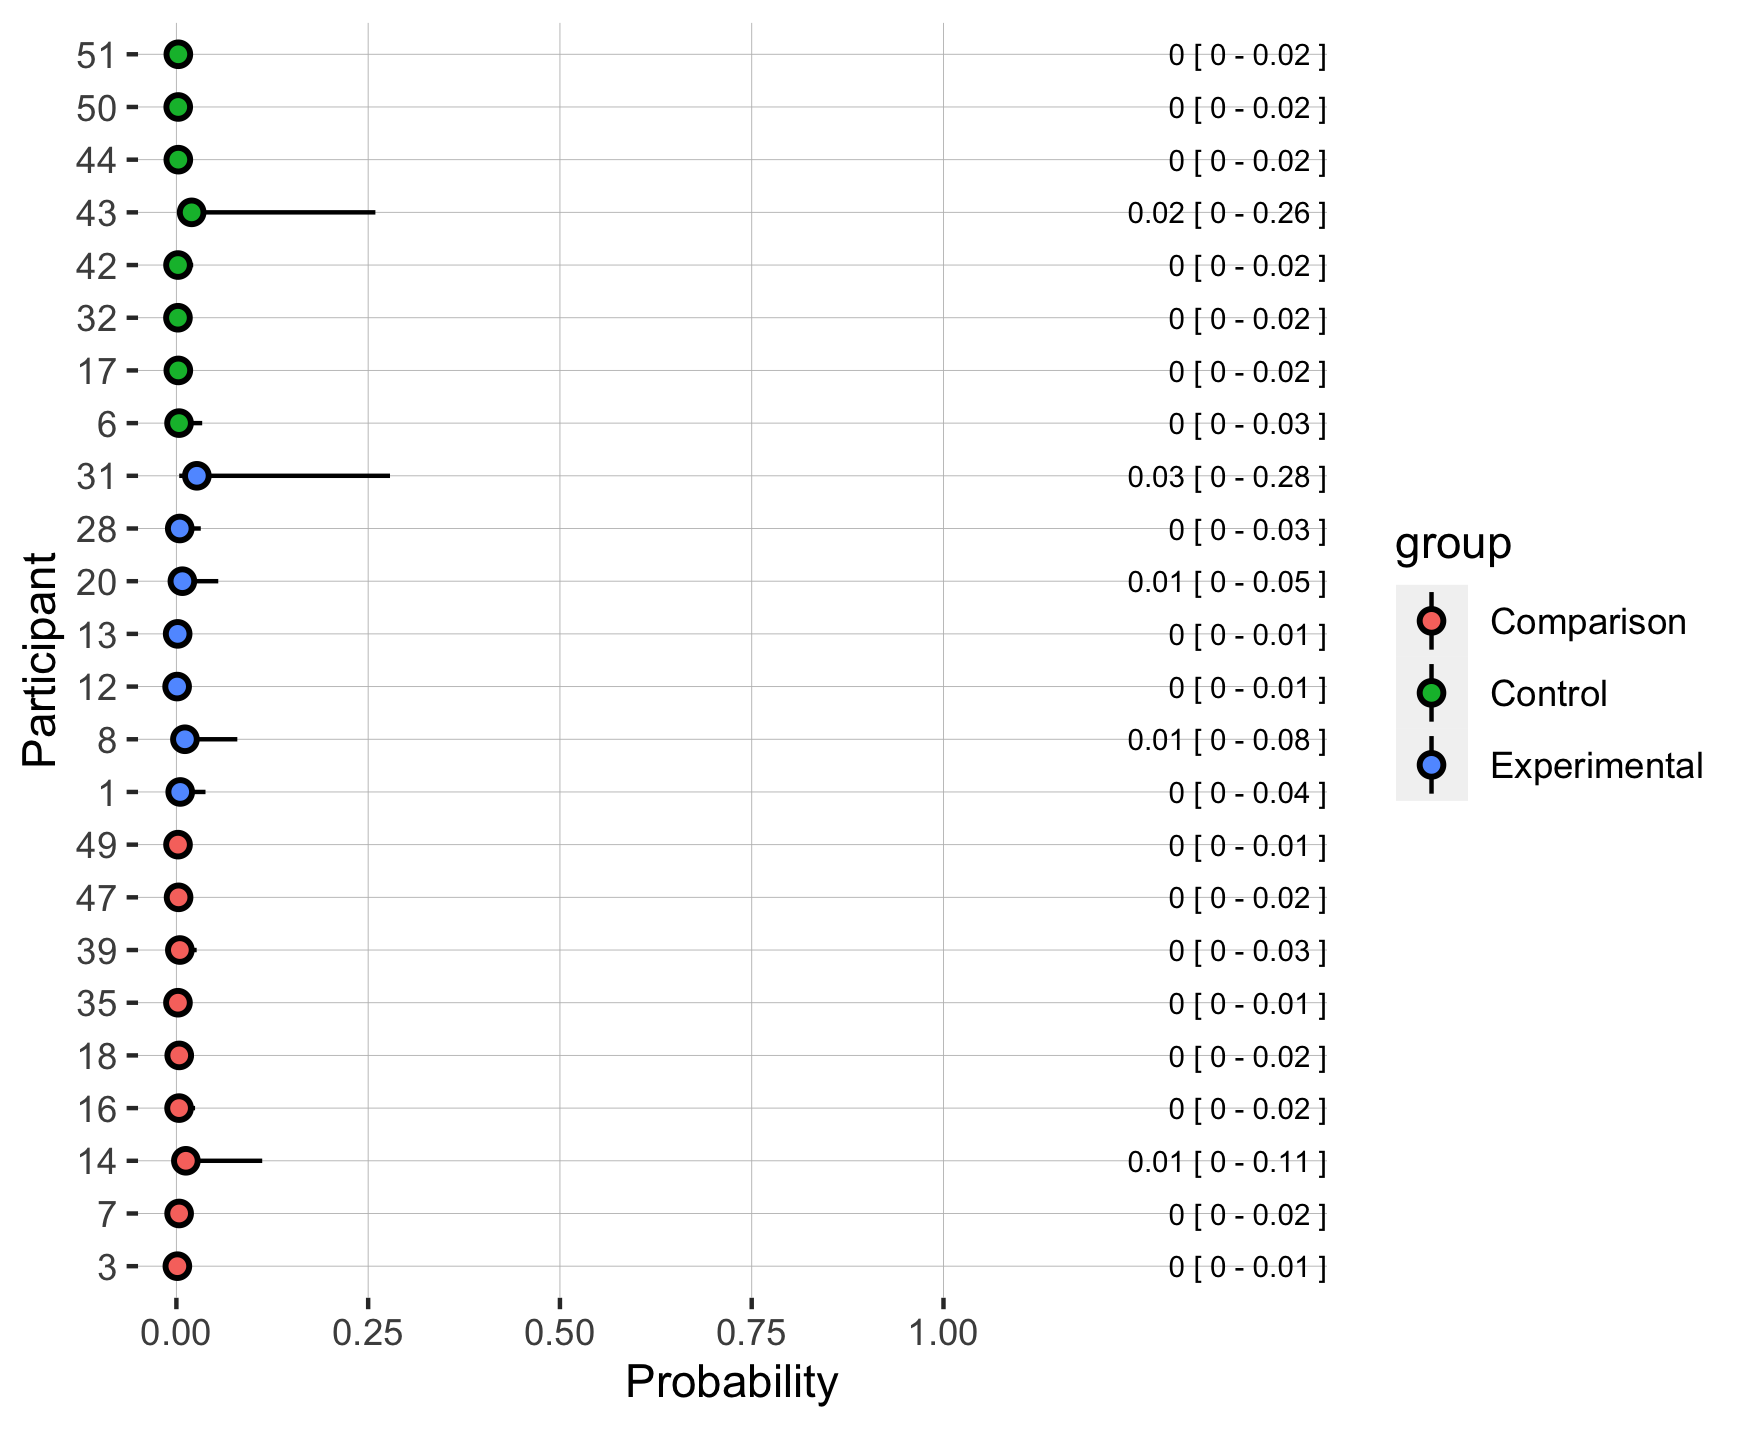 51 0 [ 0 - 0.02 ]
50 0 [ 0 - 0.02 ]
44 0 [ 0 - 0.02 ]
43 0.02 [ 0 - 0.26 ]
42 0 [ 0 - 0.02 ]
32 0 [ 0 - 0.02 ]
17 0 [ 0 - 0.02 ]
6 0 [ 0 - 0.03 ]
31 0.03 [ 0 - 0.28 ]
28 0 [ 0 - 0.03 ]
20 0.01 [ 0 - 0.05 ]
13 0 [ 0 - 0.01 ]
12 0 [ 0 - 0.01 ]
8 0.01 [ 0 - 0.08 ]
1 0 [ 0 - 0.04 ]
49 0 [ 0 - 0.01 ]
47 0 [ 0 - 0.02 ]
39 0 [ 0 - 0.03 ]
35 0 [ 0 - 0.01 ]
18 0 [ 0 - 0.02 ]
16 0 [ 0 - 0.02 ]
14 0.01 [ 0 - 0.11 ]
7 0 [ 0 - 0.02 ]
3 0 [ 0 - 0.01 ]
0.00 0.25 0.50 0.75 1.00
Probability
Participant
group
Comparison
Control
Experimental